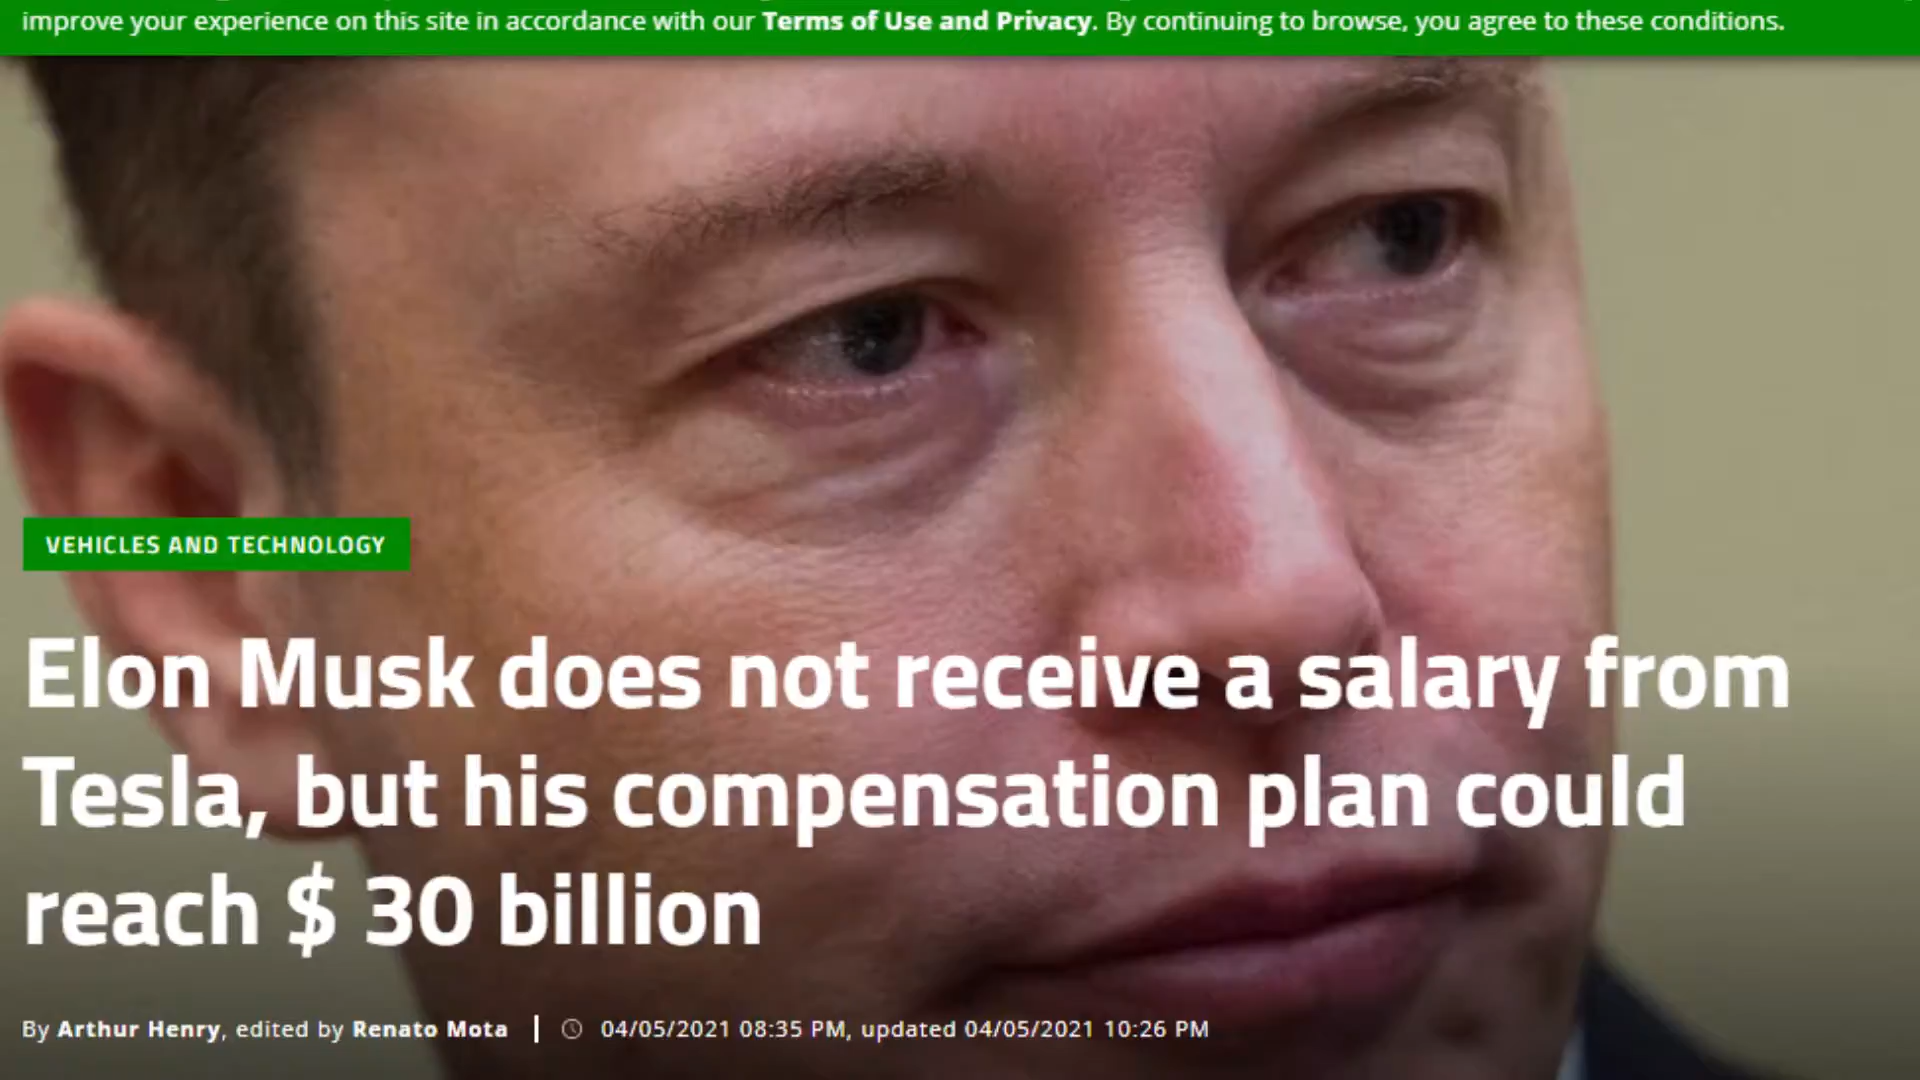 improve your experience on this site in accordance with our Terms of Use and Privacy. By continuing to browse, you agree to these conditions.
VEHICLES AND TECHNOLOGY
Elon Musk does not receive a salary from
Tesla, but his compensation plan could
reach $ 30 billion
By Arthur Henry, edited by Renato Mota | 04/05/2021 08:35 PM, updated 04/05/2021 10:26 PM